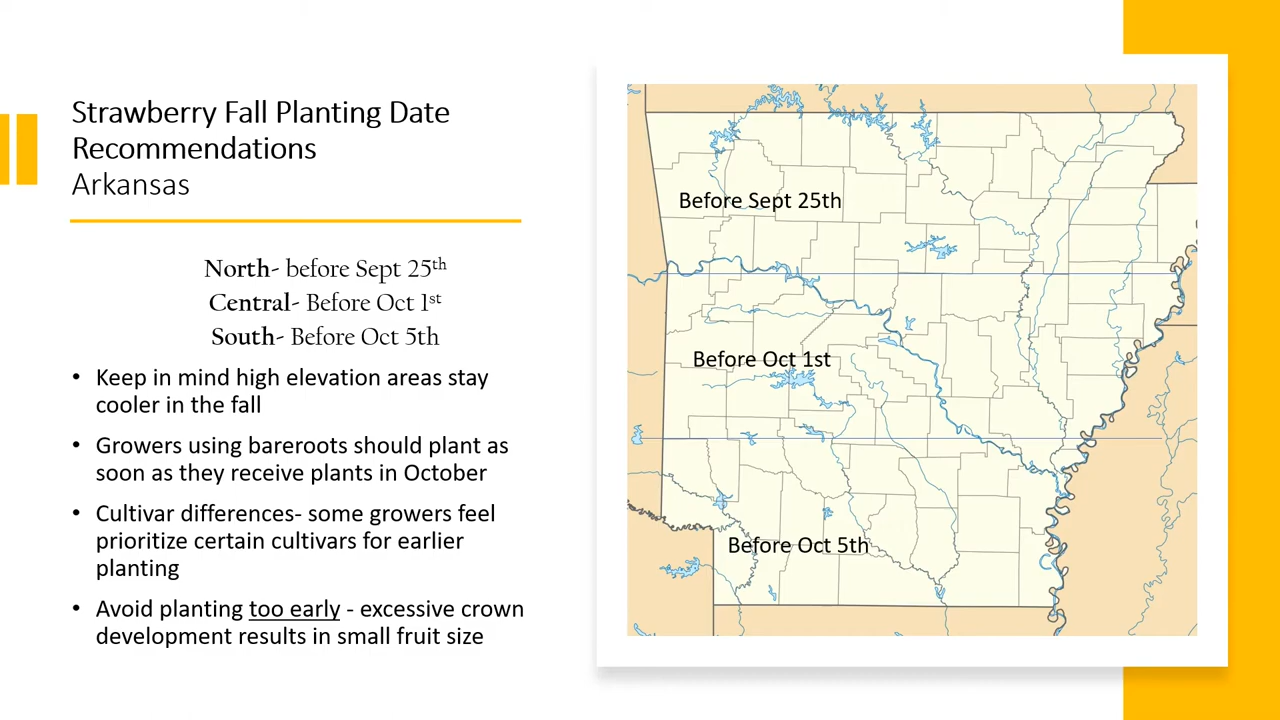 Strawberry Fall Planting Date
Recommendations
Arkansas
North- before Sept 25th
Central- Before Oct 1st
South- Before Oct 5th
• Keep in mind high elevation areas stay
cooler in the fall
• Growers using bareroots should plant as
soon as they receive plants in October
• Cultivar differences- some growers feel
prioritize certain cultivars for earlier
planting
• Avoid planting too early - excessive crown
development results in small fruit size
Before Sept 25th
Before Oct 1st
Before Oct 5th